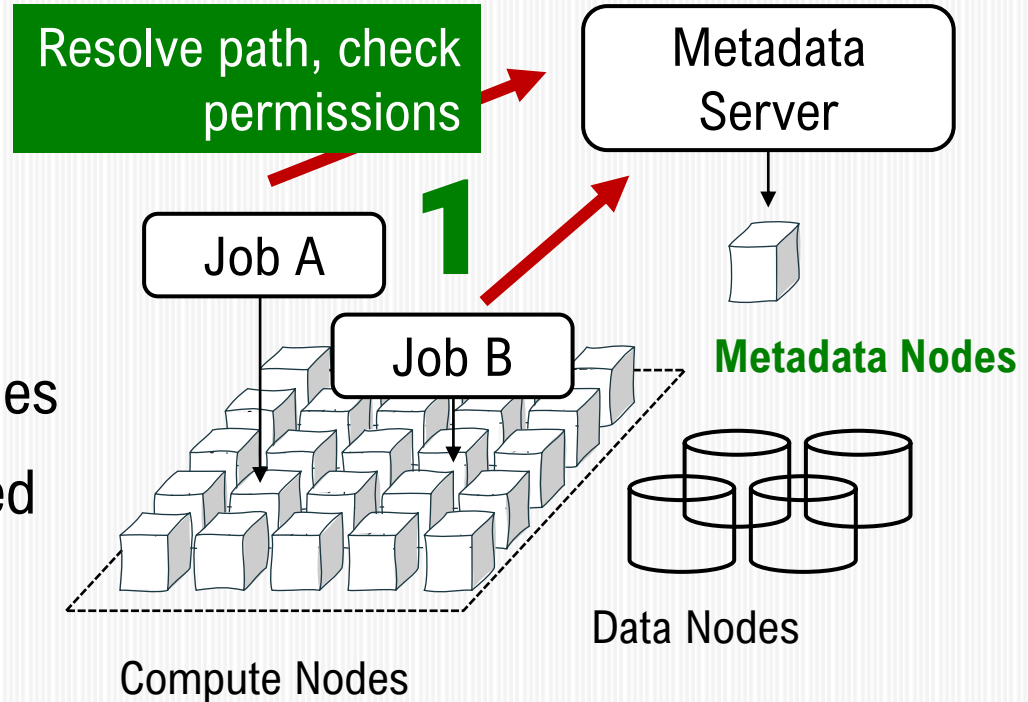 Resolve path, check
permissions
Metadata
Server
1
Job A
Job B
Metadata Nodes
es
ed
Data Nodes
Compute Nodes